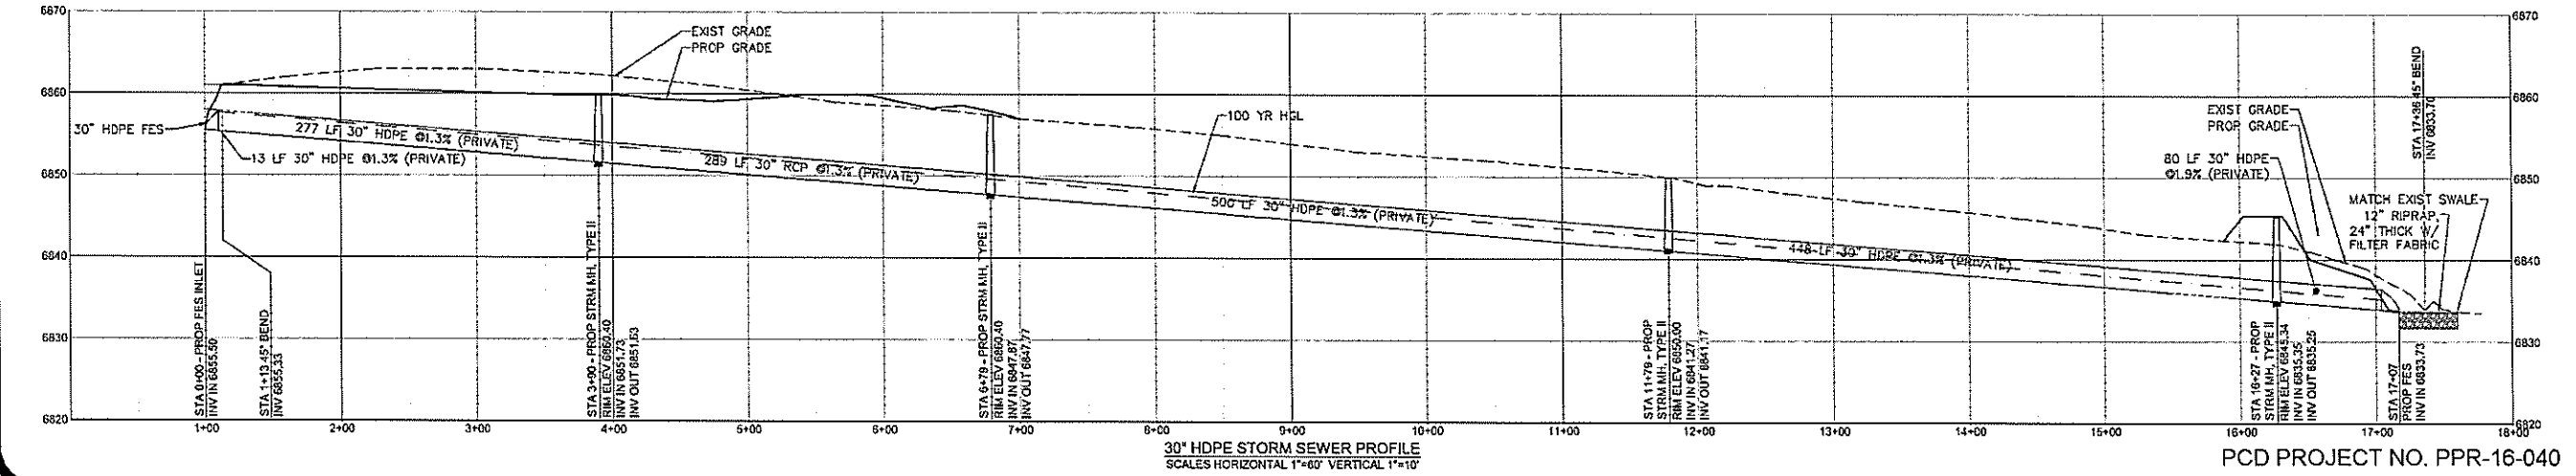 6870
6860
6850
6840
6830
6820
EXIST GRADE
PROP GRADE
30" HDPE FES
277 LF 30" HDPE @1.3% (PRIVATE)
13 LF 30" HDPE @1.3% (PRIVATE)
289 LF 30" RCP @1.3% (PRIVATE)
100 YR HGL
500 LF 30" HDPE @1.3% (PRIVATE)
448 LF 30" HDPE @1.3% (PRIVATE)
EXIST GRADE
PROP GRADE
80 LF 30" HDPE
@1.9% (PRIVATE)
STA 17+36 45° BEND
INV 6833.70
MATCH EXIST SWALE
12" RIPRAP
24" THICK W/
FILTER FABRIC
STA 0+00 - PROP FES INLET
INV IN 6855.50
STA 1+13 45° BEND
INV 6855.33
STA 3+90 - PROP STRM MH, TYPE II
RIM ELEV 6860.40
INV IN 6851.73
INV OUT 6851.63
STA 6+79 - PROP STRM MH, TYPE II
RIM ELEV 6860.40
INV IN 6847.87
INV OUT 6847.77
STA 11+79 - PROP
STRM MH, TYPE II
RIM ELEV 6850.00
INV IN 6841.27
INV OUT 6841.17
STA 16+27 - PROP
STRM MH, TYPE II
RIM ELEV 6845.34
INV IN 6835.35
INV OUT 6835.25
STA 17+07
PROP FES
INV IN 6833.73
6870
6860
6850
6840
6830
6820
1+00
2+00
3+00
4+00
5+00
6+00
7+00
8+00
9+00
10+00
11+00
12+00
13+00
14+00
15+00
16+00
17+00
18+00
30" HDPE STORM SEWER PROFILE
SCALES HORIZONTAL 1"=60' VERTICAL 1"=10'
PCD PROJECT NO. PPR-16-040